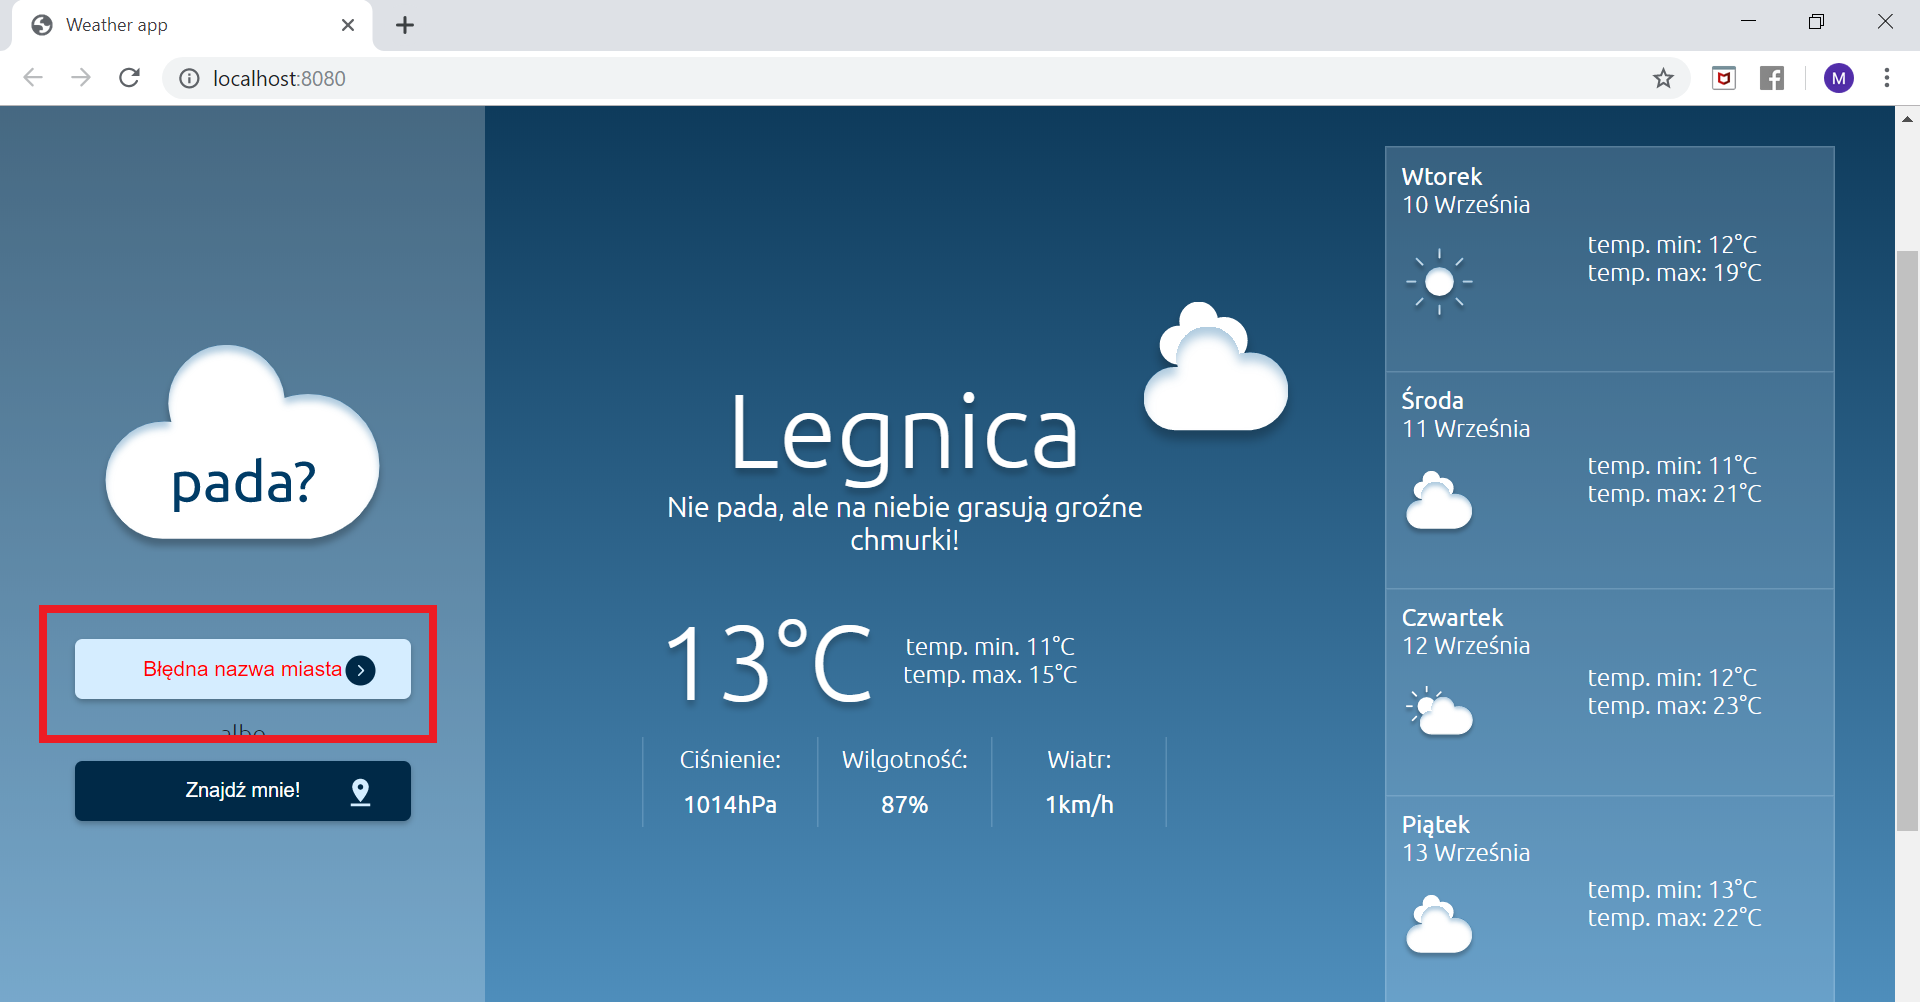 Weather app
localhost:8080
M
pada?
Błędna nazwa miasta
albo
Znajdź mnie!
Legnica
Nie pada, ale na niebie grasują groźne
chmurki!
13°C
temp. min. 11°C
temp. max. 15°C
Ciśnienie:
1014hPa
Wilgotność:
87%
Wiatr:
1km/h
Wtorek
10 Września
temp. min: 12°C
temp. max: 19°C
Środa
11 Września
temp. min: 11°C
temp. max: 21°C
Czwartek
12 Września
temp. min: 12°C
temp. max: 23°C
Piątek
13 Września
temp. min: 13°C
temp. max: 22°C